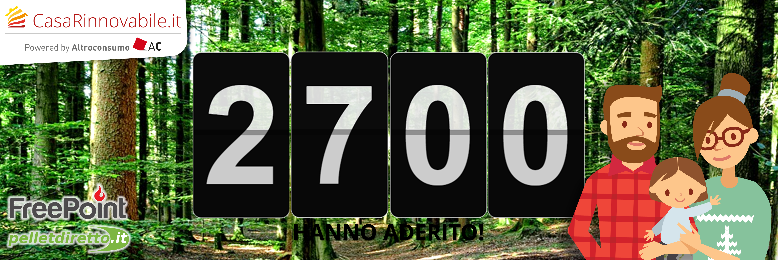 CasaRinnovabile.it
Powered by Altroconsumo AC
2700
HANNO ADERITO!
FreePoint
pelletdiretto.it